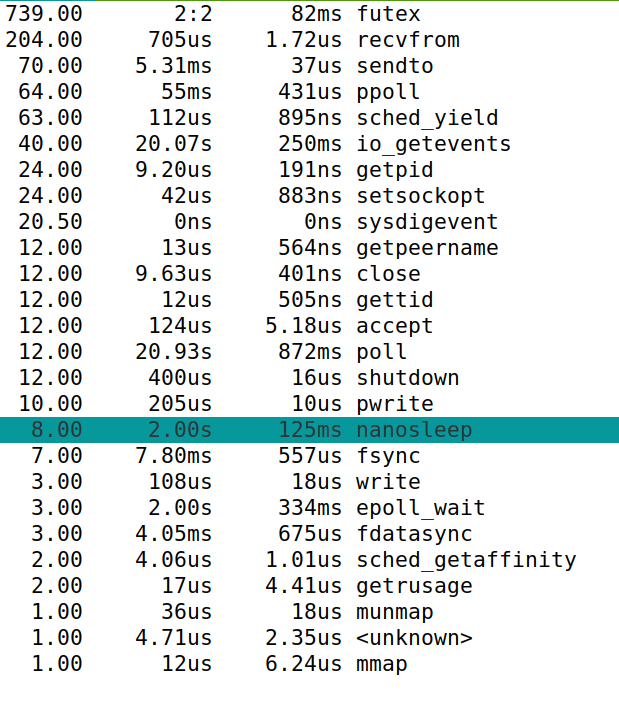 739.00 2:2 82ms futex
204.00 705us 1.72us recvfrom
70.00 5.31ms 37us sendto
64.00 55ms 431us ppoll
63.00 112us 895ns sched_yield
40.00 20.07s 250ms io_getevents
24.00 9.20us 191ns getpid
24.00 42us 883ns setsockopt
20.50 0ns 0ns sysdigevent
12.00 13us 564ns getpeername
12.00 9.63us 401ns close
12.00 12us 505ns gettid
12.00 124us 5.18us accept
12.00 20.93s 872ms poll
12.00 400us 16us shutdown
10.00 205us 10us pwrite
8.00 2.00s 125ms nanosleep
7.00 7.80ms 557us fsync
3.00 108us 18us write
3.00 2.00s 334ms epoll_wait
3.00 4.05ms 675us fdatasync
2.00 4.06us 1.01us sched_getaffinity
2.00 17us 4.41us getrusage
1.00 36us 18us munmap
1.00 4.71us 2.35us <unknown>
1.00 12us 6.24us mmap